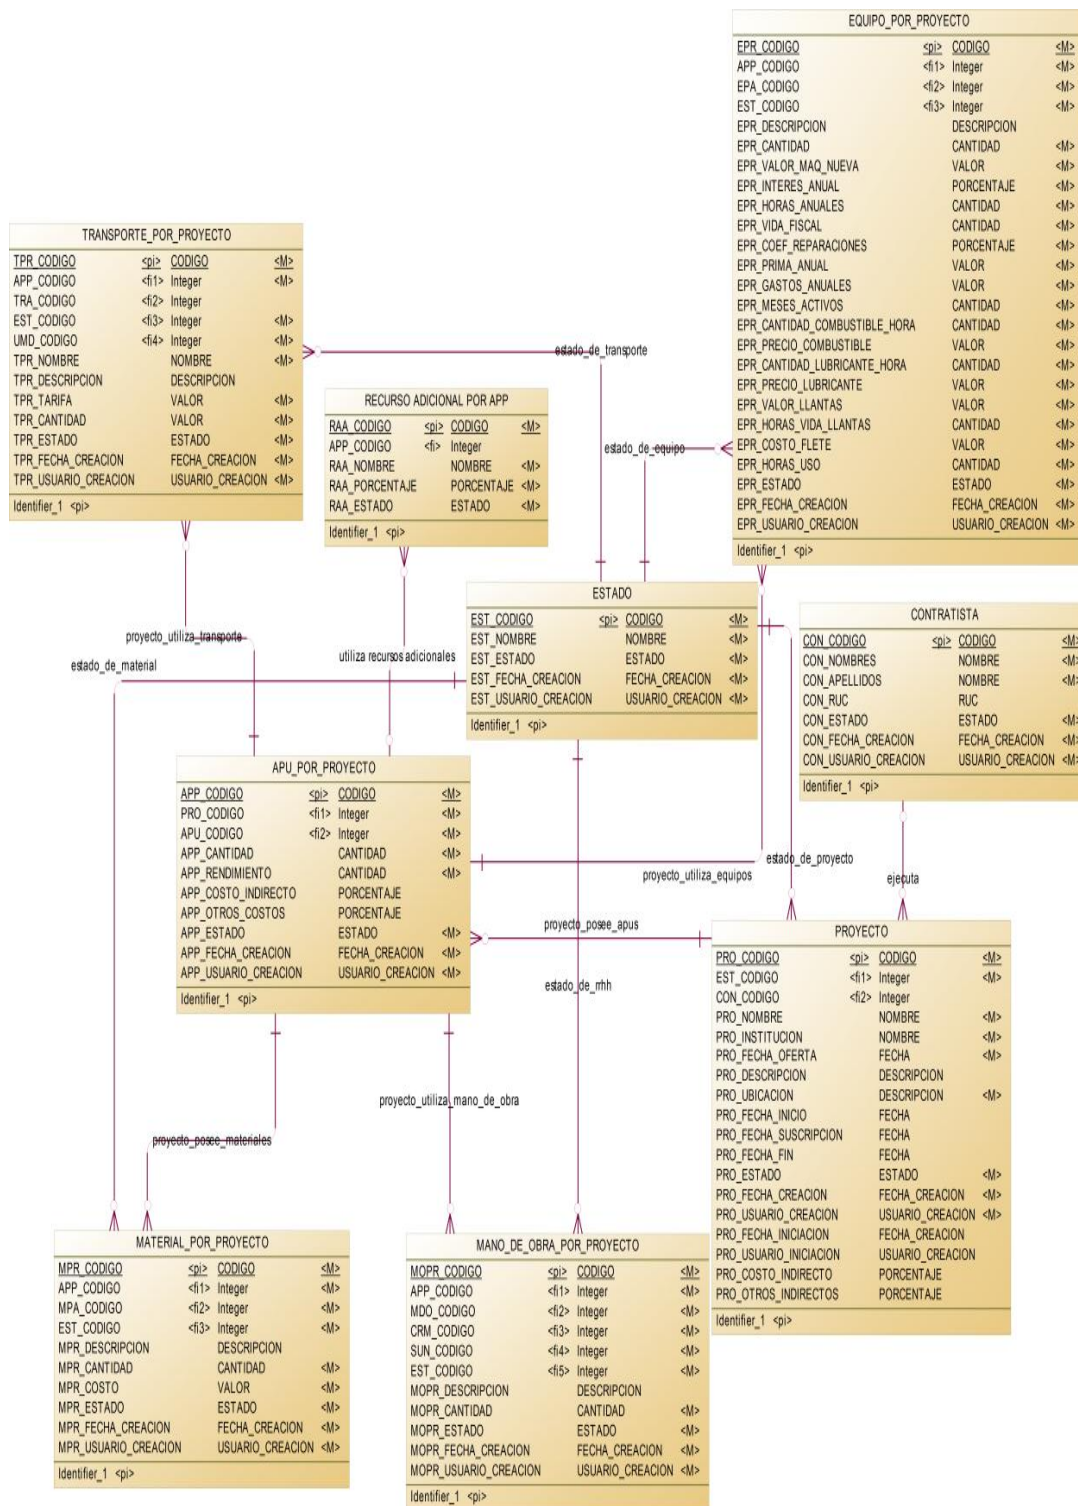 EQUIPO_POR_PROYECTO
EPR_CODIGO <pi> CODIGO <M>
APP_CODIGO <fi1> Integer <M>
EPA_CODIGO <fi2> Integer <M>
EST_CODIGO <fi3> Integer <M>
EPR_DESCRIPCION DESCRIPCION
EPR_CANTIDAD CANTIDAD <M>
EPR_VALOR_MAQ_NUEVA VALOR <M>
EPR_INTERES_ANUAL PORCENTAJE <M>
EPR_HORAS_ANUALES CANTIDAD <M>
EPR_VIDA_FISCAL CANTIDAD <M>
EPR_COEF_REPARACIONES PORCENTAJE <M>
EPR_PRIMA_ANUAL VALOR <M>
EPR_GASTOS_ANUALES VALOR <M>
EPR_MESES_ACTIVOS CANTIDAD <M>
EPR_CANTIDAD_COMBUSTIBLE_HORA CANTIDAD <M>
EPR_PRECIO_COMBUSTIBLE VALOR <M>
EPR_CANTIDAD_LUBRICANTE_HORA CANTIDAD <M>
EPR_PRECIO_LUBRICANTE VALOR <M>
EPR_VALOR_LLANTAS VALOR <M>
EPR_HORAS_VIDA_LLANTAS CANTIDAD <M>
EPR_COSTO_FLETE VALOR <M>
EPR_HORAS_USO CANTIDAD <M>
EPR_ESTADO ESTADO <M>
EPR_FECHA_CREACION FECHA_CREACION <M>
EPR_USUARIO_CREACION USUARIO_CREACION <M>
Identifier_1 <pi>
TRANSPORTE_POR_PROYECTO
TPR_CODIGO <pi> CODIGO <M>
APP_CODIGO <fi1> Integer <M>
TRA_CODIGO <fi2> Integer
EST_CODIGO <fi3> Integer <M>
UMD_CODIGO <fi4> Integer <M>
TPR_NOMBRE NOMBRE <M>
TPR_DESCRIPCION DESCRIPCION
TPR_TARIFA VALOR <M>
TPR_CANTIDAD VALOR <M>
TPR_ESTADO ESTADO <M>
TPR_FECHA_CREACION FECHA_CREACION <M>
TPR_USUARIO_CREACION USUARIO_CREACION <M>
Identifier_1 <pi>
estado_de_transporte
RECURSO ADICIONAL POR APP
RAA_CODIGO <pi> CODIGO <M>
APP_CODIGO <fi> Integer
RAA_NOMBRE NOMBRE <M>
RAA_PORCENTAJE PORCENTAJE <M>
RAA_ESTADO ESTADO <M>
Identifier_1 <pi>
estado_de_equipo
ESTADO
EST_CODIGO <pi> CODIGO <M>
EST_NOMBRE NOMBRE <M>
EST_ESTADO ESTADO <M>
EST_FECHA_CREACION FECHA_CREACION <M>
EST_USUARIO_CREACION USUARIO_CREACION <M>
Identifier_1 <pi>
CONTRATISTA
CON_CODIGO <pi> CODIGO <M>
CON_NOMBRES NOMBRE <M>
CON_APELLIDOS NOMBRE <M>
CON_RUC RUC
CON_ESTADO ESTADO <M>
CON_FECHA_CREACION FECHA_CREACION <M>
CON_USUARIO_CREACION USUARIO_CREACION <M>
Identifier_1 <pi>
proyecto_utiliza_transporte
estado_de_material
utiliza recursos adicionales
APU_POR_PROYECTO
APP_CODIGO <pi> CODIGO <M>
PRO_CODIGO <fi1> Integer <M>
APU_CODIGO <fi2> Integer <M>
APP_CANTIDAD CANTIDAD <M>
APP_RENDIMIENTO CANTIDAD <M>
APP_COSTO_INDIRECTO PORCENTAJE
APP_OTROS_COSTOS PORCENTAJE
APP_ESTADO ESTADO <M>
APP_FECHA_CREACION FECHA_CREACION <M>
APP_USUARIO_CREACION USUARIO_CREACION <M>
Identifier_1 <pi>
estado_de_proyecto
proyecto_utiliza_equipos
ejecuta
proyecto_posee_apus
estado_de_rrhh
PROYECTO
PRO_CODIGO <pi> CODIGO <M>
EST_CODIGO <fi1> Integer <M>
CON_CODIGO <fi2> Integer
PRO_NOMBRE NOMBRE <M>
PRO_INSTITUCION NOMBRE <M>
PRO_FECHA_OFERTA FECHA <M>
PRO_DESCRIPCION DESCRIPCION
PRO_UBICACION DESCRIPCION <M>
PRO_FECHA_INICIO FECHA
PRO_FECHA_SUSCRIPCION FECHA
PRO_FECHA_FIN FECHA
PRO_ESTADO ESTADO <M>
PRO_FECHA_CREACION FECHA_CREACION <M>
PRO_USUARIO_CREACION USUARIO_CREACION <M>
PRO_FECHA_INICIACION FECHA_CREACION
PRO_USUARIO_INICIACION USUARIO_CREACION
PRO_COSTO_INDIRECTO PORCENTAJE
PRO_OTROS_INDIRECTOS PORCENTAJE
Identifier_1 <pi>
proyecto_utiliza_mano_de_obra
proyecto_posee_materiales
MATERIAL_POR_PROYECTO
MPR_CODIGO <pi> CODIGO <M>
APP_CODIGO <fi1> Integer <M>
MPA_CODIGO <fi2> Integer <M>
EST_CODIGO <fi3> Integer <M>
MPR_DESCRIPCION DESCRIPCION
MPR_CANTIDAD CANTIDAD <M>
MPR_COSTO VALOR <M>
MPR_ESTADO ESTADO <M>
MPR_FECHA_CREACION FECHA_CREACION <M>
MPR_USUARIO_CREACION USUARIO_CREACION <M>
Identifier_1 <pi>
MANO_DE_OBRA_POR_PROYECTO
MOPR_CODIGO <pi> CODIGO <M>
APP_CODIGO <fi1> Integer <M>
MDO_CODIGO <fi2> Integer <M>
CRM_CODIGO <fi3> Integer <M>
SUN_CODIGO <fi4> Integer <M>
EST_CODIGO <fi5> Integer <M>
MOPR_DESCRIPCION DESCRIPCION
MOPR_CANTIDAD CANTIDAD <M>
MOPR_ESTADO ESTADO <M>
MOPR_FECHA_CREACION FECHA_CREACION <M>
MOPR_USUARIO_CREACION USUARIO_CREACION <M>
Identifier_1 <pi>